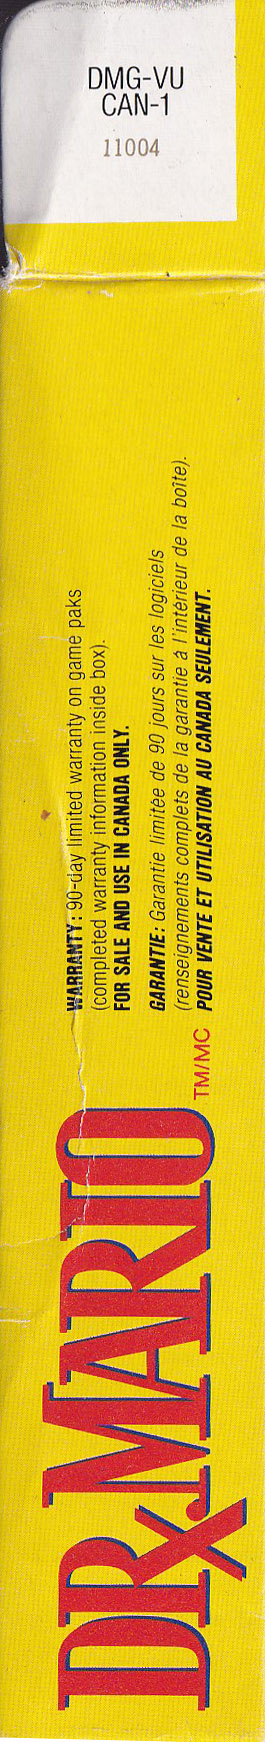 DMG-VU
CAN-1
11004
WARRANTY: 90-day limited warranty on game paks
(completed warranty information inside box).
FOR SALE AND USE IN CANADA ONLY.
GARANTIE: Garantie limitée de 90 jours sur les logiciels
(renseignements complets de la garantie à l'intérieur de la boîte).
POUR VENTE ET UTILISATION AU CANADA SEULEMENT.
DRx MARIO TM/MC